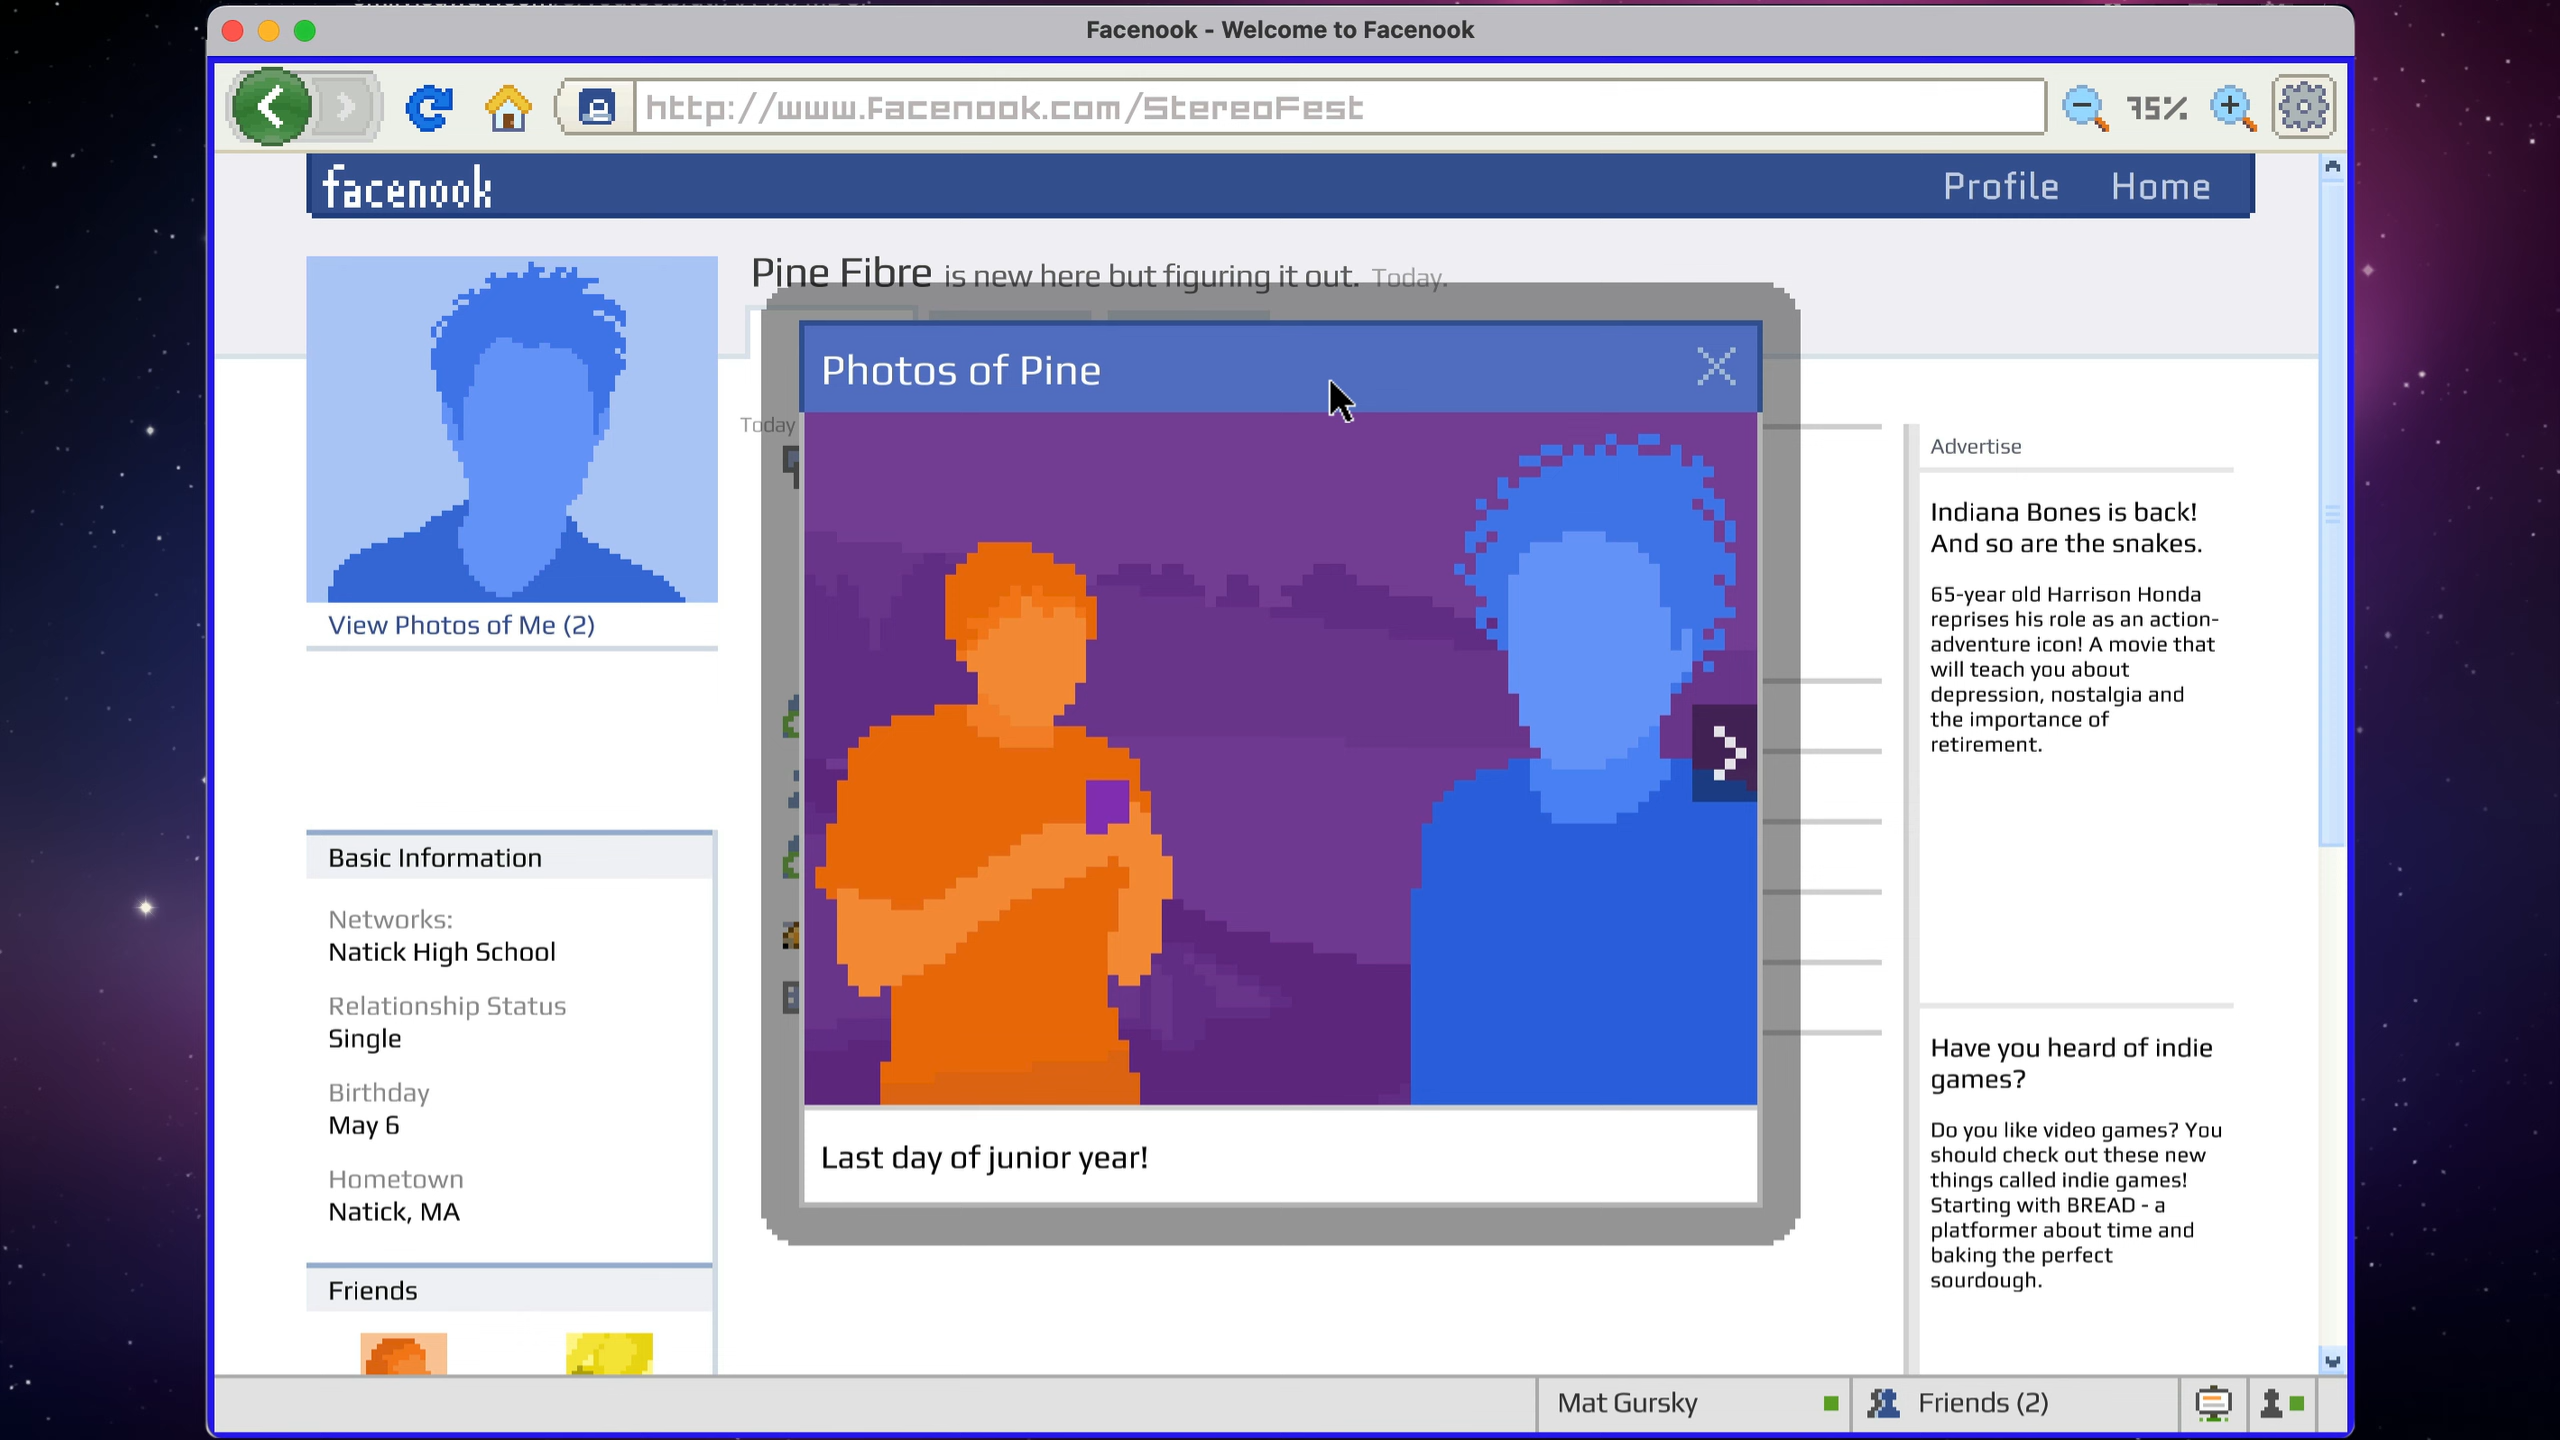 Facenook - Welcome to Facenook
http://www.facenook.com/StereoFest
75%
facenook
Profile
Home
Pine Fibre is new here but figuring it out. Today.
View Photos of Me (2)
Today
Photos of Pine
Last day of junior year!
Basic Information
Networks:
Natick High School
Relationship Status
Single
Birthday
May 6
Hometown
Natick, MA
Friends
Advertise
Indiana Bones is back!
And so are the snakes.
65-year old Harrison Honda
reprises his role as an action-
adventure icon! A movie that
will teach you about
depression, nostalgia and
the importance of
retirement.
Have you heard of indie
games?
Do you like video games? You
should check out these new
things called indie games!
Starting with BREAD - a
platformer about time and
baking the perfect
sourdough.
Mat Gursky
Friends (2)